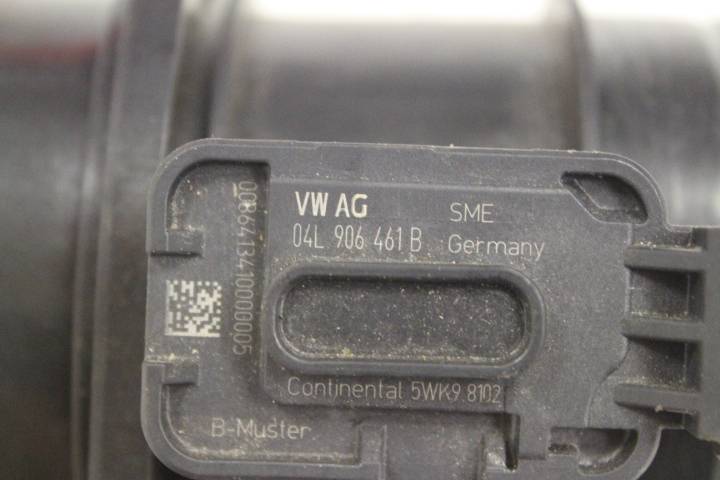 VW AG
SME
04L 906 461 B
Germany
Continental 5WK9 8102
B-Muster